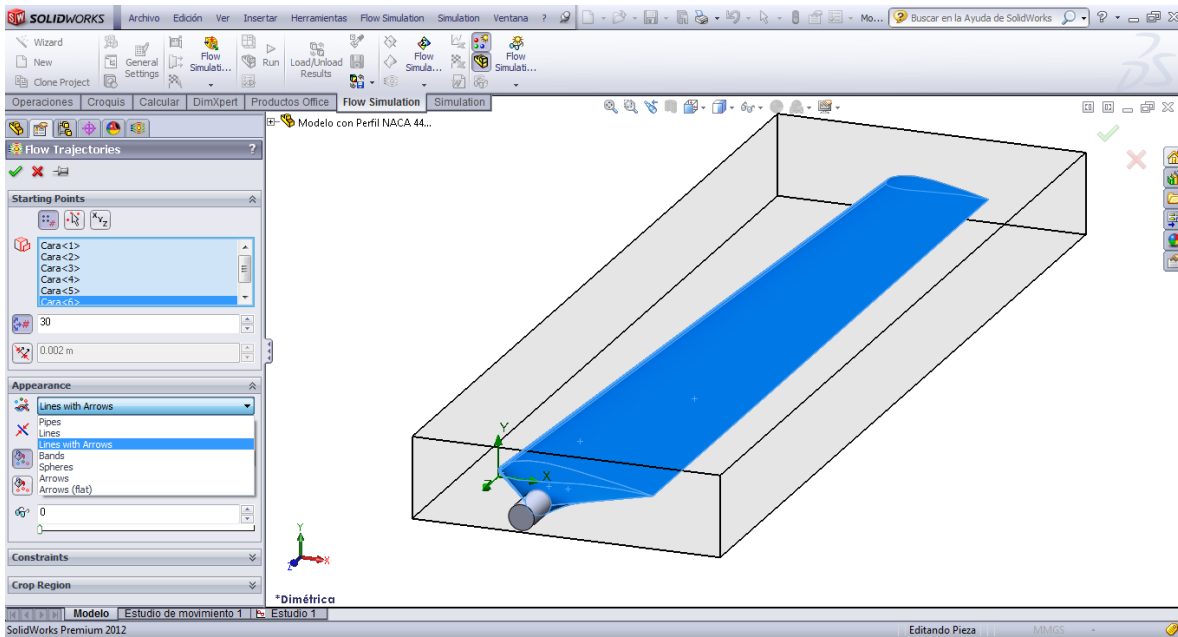 SOLIDWORKS Archivo Edición Ver Insertar Herramientas Flow Simulation Simulation Ventana ? Mo... Buscar en la Ayuda de SolidWorks ?
Wizard
New
Clone Project
General Settings
Flow Simulati...
Run
Load/Unload Results
Flow Simula...
Flow Simulati...
Operaciones Croquis Calcular DimXpert Productos Office Flow Simulation Simulation
Modelo con Perfil NACA 44...
Flow Trajectories ?
Starting Points
Cara<1>
Cara<2>
Cara<3>
Cara<4>
Cara<5>
Cara<6>
30
0.002 m
Appearance
Lines with Arrows
Pipes
Lines
Lines with Arrows
Bands
Spheres
Arrows
Arrows (flat)
0
Constraints
Crop Region
Y
X
Z
Y
X
Z
*Dimétrica
Modelo Estudio de movimiento 1 Estudio 1
SolidWorks Premium 2012 Editando Pieza MMGS